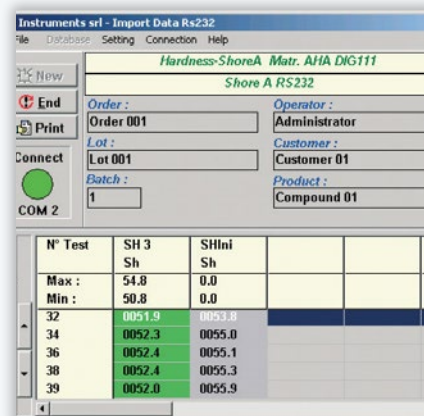 Instruments srl - Import Data Rs232
File Database Setting Connection Help
Hardness-ShoreA Matr. AHA DIG111
Shore A RS232
New
End
Print
Connect
COM 2
Order :
Order 001
Operator :
Administrator
Lot :
Lot 001
Customer :
Customer 01
Batch :
1
Product :
Compound 01
N° Test SH 3 SHIni
Sh Sh
Max : 54.8 0.0
Min : 50.8 0.0
32 0051.9 0053.8
34 0052.3 0055.0
36 0052.4 0055.1
38 0052.4 0055.3
39 0052.0 0055.9